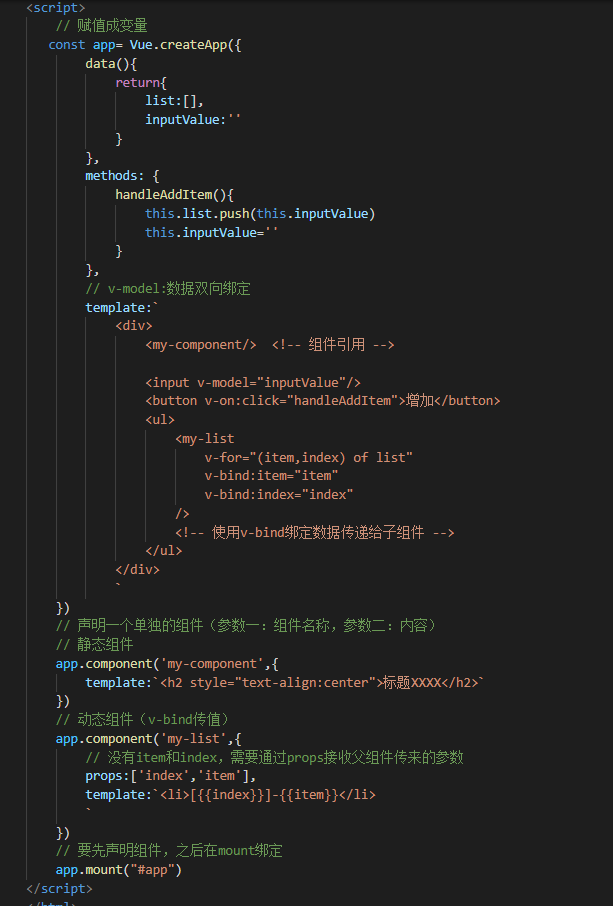 <script>
// 赋值成变量
const app= Vue.createApp({
data(){
return{
list:[],
inputValue:''
}
},
methods: {
handleAddItem(){
this.list.push(this.inputValue)
this.inputValue=''
}
},
// v-model:数据双向绑定
template:`
<div>
<my-component/>  <!-- 组件引用 -->
<input v-model="inputValue"/>
<button v-on:click="handleAddItem">增加</button>
<ul>
<my-list
v-for="(item,index) of list"
v-bind:item="item"
v-bind:index="index"
/>
<!-- 使用v-bind绑定数据传递给子组件 -->
</ul>
</div>
`
})
// 声明一个单独的组件（参数一：组件名称，参数二：内容）
// 静态组件
app.component('my-component',{
template:`<h2 style="text-align:center">标题XXXX</h2>`
})
// 动态组件（v-bind传值）
app.component('my-list',{
// 没有item和index，需要通过props接收父组件传来的参数
props:['index','item'],
template:`<li>[{{index}}]-{{item}}</li>
`
})
// 要先声明组件，之后在mount绑定
app.mount("#app")
</script>